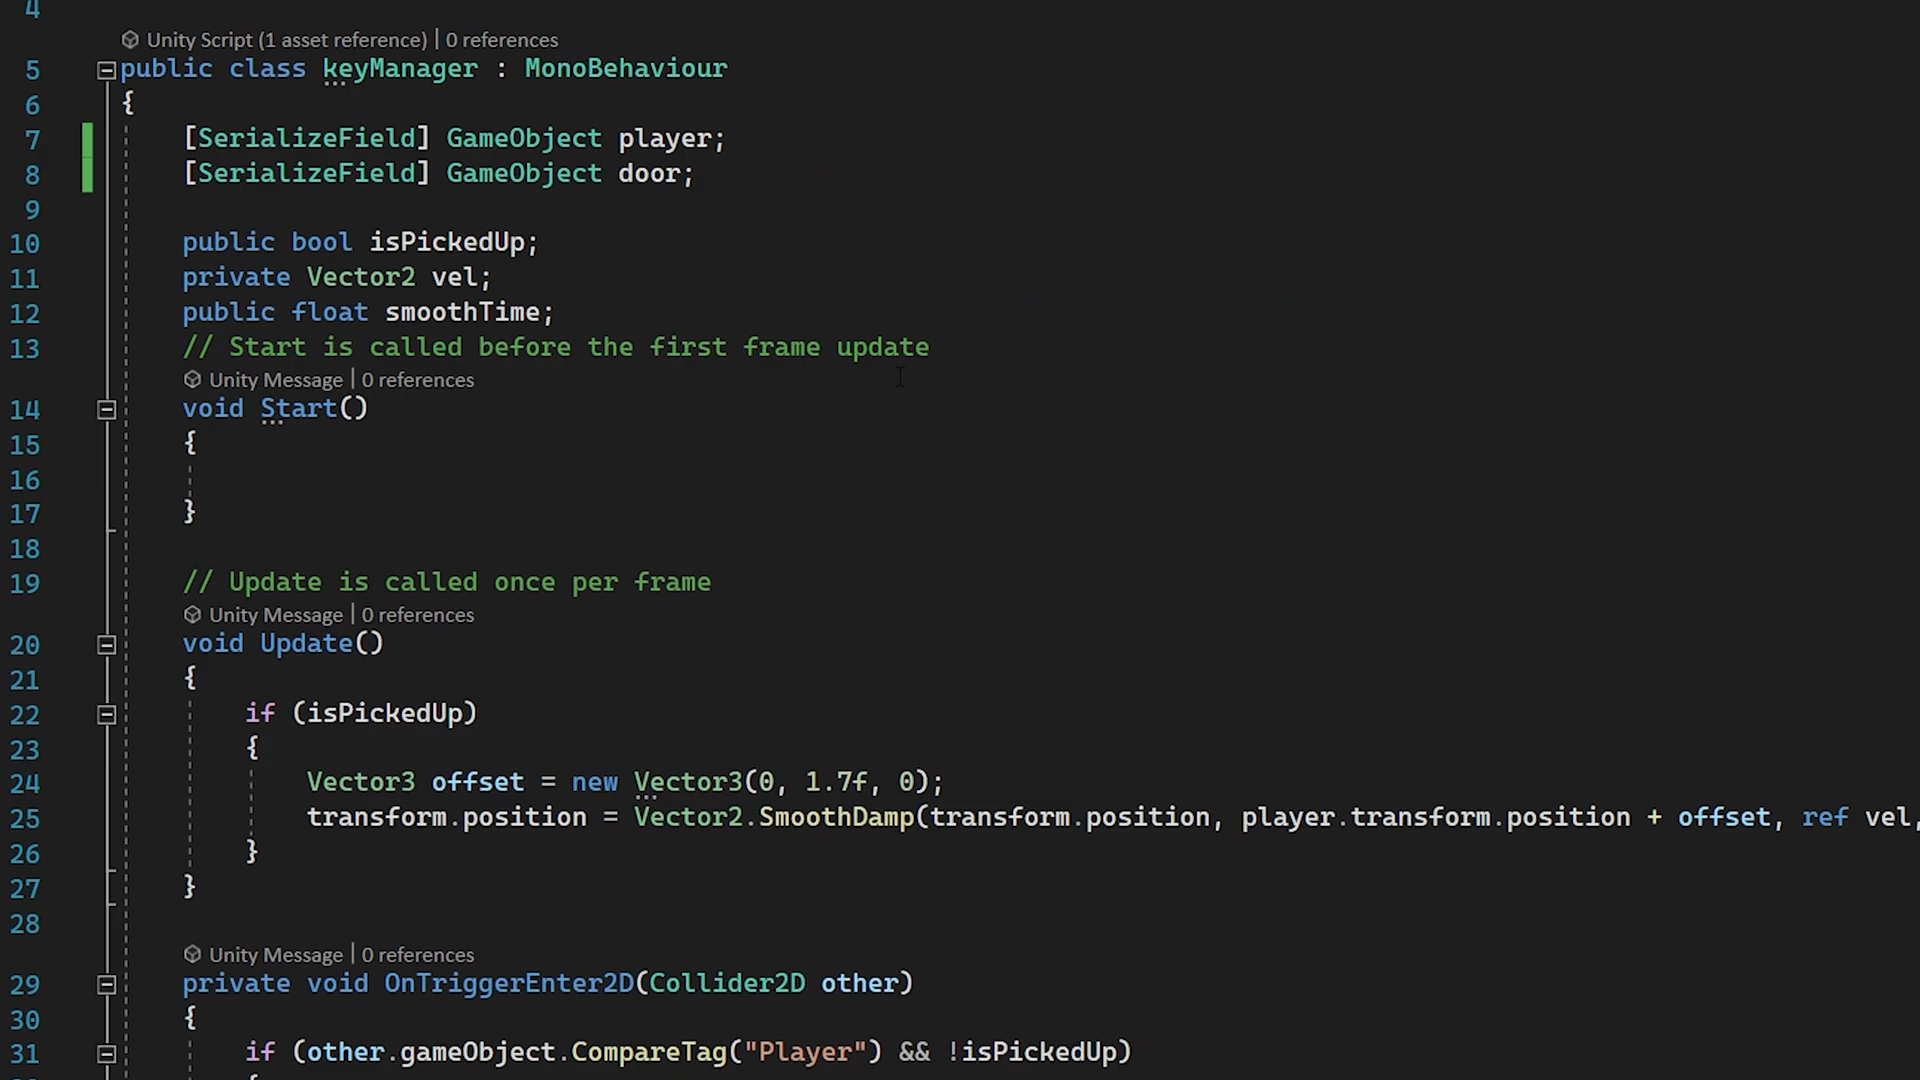 4
Unity Script (1 asset reference) | 0 references
5 public class keyManager : MonoBehaviour
6 {
7 [SerializeField] GameObject player;
8 [SerializeField] GameObject door;
9
10 public bool isPickedUp;
11 private Vector2 vel;
12 public float smoothTime;
13 // Start is called before the first frame update
Unity Message | 0 references
14 void Start()
15 {
16
17 }
18
19 // Update is called once per frame
Unity Message | 0 references
20 void Update()
21 {
22 if (isPickedUp)
23 {
24 Vector3 offset = new Vector3(0, 1.7f, 0);
25 transform.position = Vector2.SmoothDamp(transform.position, player.transform.position + offset, ref vel,
26 }
27 }
28
Unity Message | 0 references
29 private void OnTriggerEnter2D(Collider2D other)
30 {
31 if (other.gameObject.CompareTag("Player") && !isPickedUp)